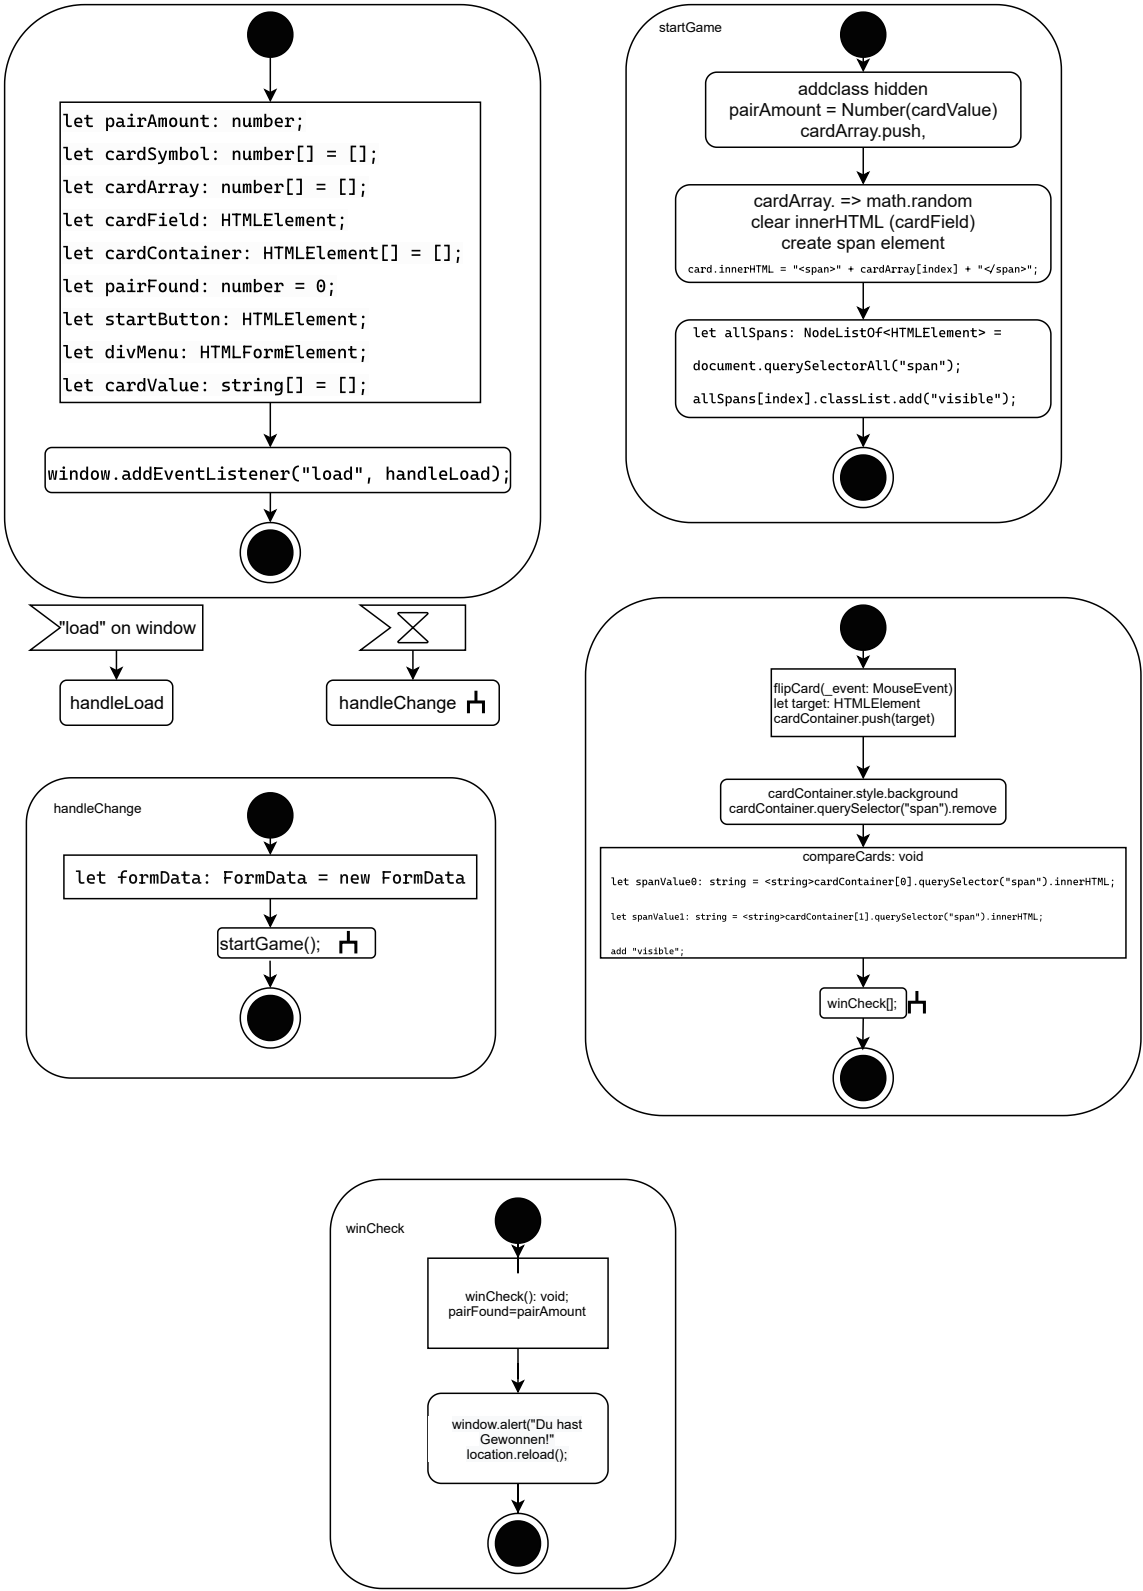 let pairAmount: number;
let cardSymbol: number[] = [];
let cardArray: number[] = [];
let cardField: HTMLElement;
let cardContainer: HTMLElement[] = [];
let pairFound: number = 0;
let startButton: HTMLElement;
let divMenu: HTMLFormElement;
let cardValue: string[] = [];
window.addEventListener("load", handleLoad);
"load" on window
handleLoad
handleChange
startGame
addclass hidden
pairAmount = Number(cardValue)
cardArray.push,
cardArray. => math.random
clear innerHTML (cardField)
create span element
card.innerHTML = "<span>" + cardArray[index] + "</span>";
let allSpans: NodeListOf<HTMLElement> =
document.querySelectorAll("span");
allSpans[index].classList.add("visible");
handleChange
let formData: FormData = new FormData
startGame();
flipCard(_event: MouseEvent)
let target: HTMLElement
cardContainer.push(target)
cardContainer.style.background
cardContainer.querySelector("span").remove
compareCards: void
let spanValue0: string = <string>cardContainer[0].querySelector("span").innerHTML;
let spanValue1: string = <string>cardContainer[1].querySelector("span").innerHTML;
add "visible";
winCheck[];
winCheck
winCheck(): void;
pairFound=pairAmount
window.alert("Du hast
Gewonnen!"
location.reload();